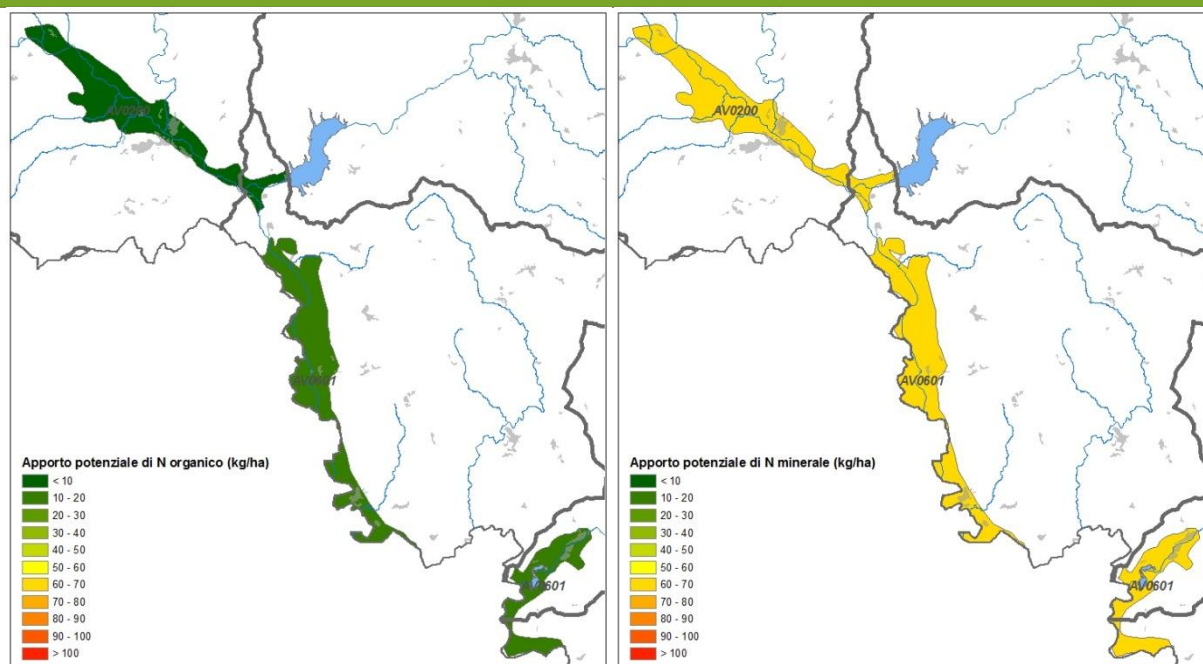 AV0200
AV0601
AV0601
Apporto potenziale di N organico (kg/ha)
< 10
10 - 20
20 - 30
30 - 40
40 - 50
50 - 60
60 - 70
70 - 80
80 - 90
90 - 100
> 100
AV0200
AV0601
AV0601
Apporto potenziale di N minerale (kg/ha)
< 10
10 - 20
20 - 30
30 - 40
40 - 50
50 - 60
60 - 70
70 - 80
80 - 90
90 - 100
> 100